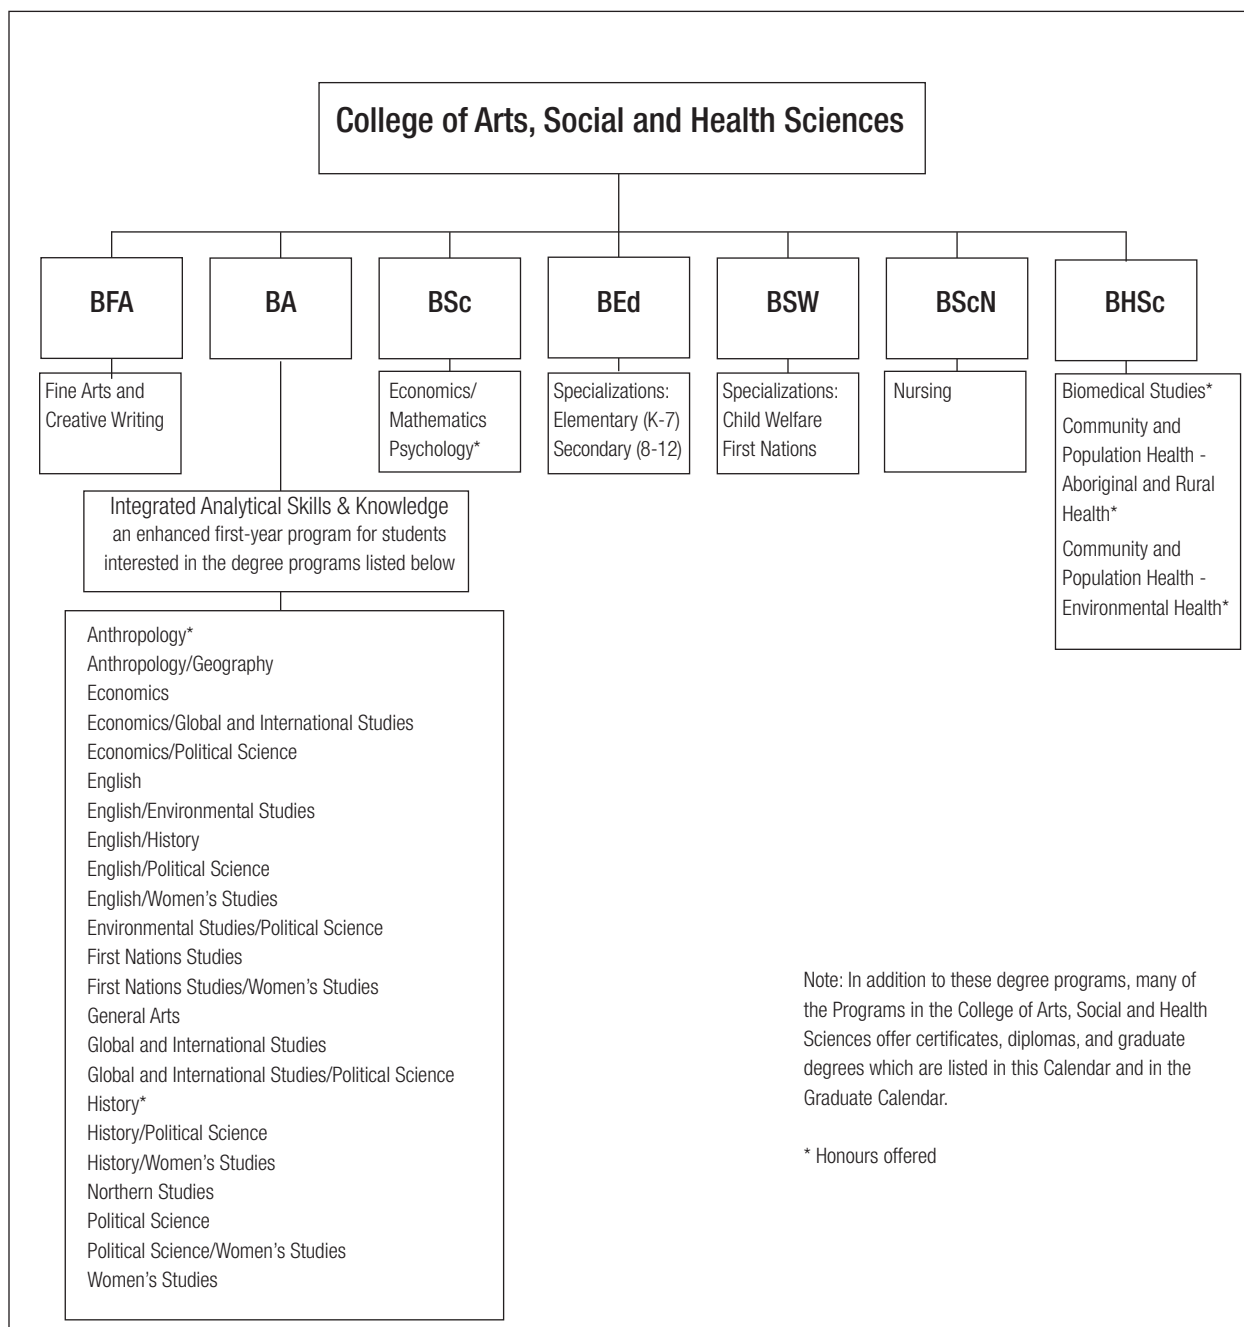 College of Arts, Social and Health Sciences
BFA
BA
BSc
BEd
BSW
BScN
BHSc
Fine Arts and
Creative Writing
Economics/
Mathematics
Psychology*
Specializations:
Elementary (K-7)
Secondary (8-12)
Specializations:
Child Welfare
First Nations
Nursing
Biomedical Studies*
Community and
Population Health -
Aboriginal and Rural
Health*
Community and
Population Health -
Environmental Health*
Integrated Analytical Skills & Knowledge
an enhanced first-year program for students
interested in the degree programs listed below
Anthropology*
Anthropology/Geography
Economics
Economics/Global and International Studies
Economics/Political Science
English
English/Environmental Studies
English/History
English/Political Science
English/Women’s Studies
Environmental Studies/Political Science
First Nations Studies
First Nations Studies/Women’s Studies
General Arts
Global and International Studies
Global and International Studies/Political Science
History*
History/Political Science
History/Women’s Studies
Northern Studies
Political Science
Political Science/Women’s Studies
Women’s Studies
Note: In addition to these degree programs, many of
the Programs in the College of Arts, Social and Health
Sciences offer certificates, diplomas, and graduate
degrees which are listed in this Calendar and in the
Graduate Calendar.
* Honours offered